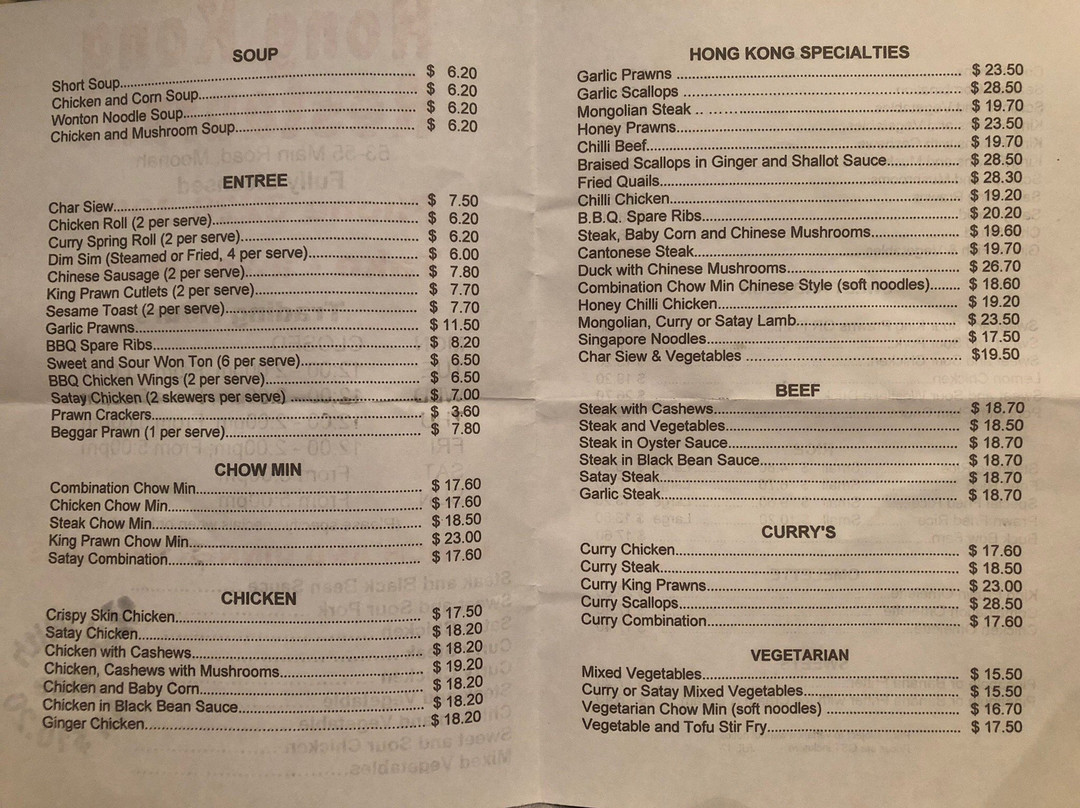 SOUP
Short Soup.......... $ 6.20
Chicken and Corn Soup.......... $ 6.20
Wonton Noodle Soup.......... $ 6.20
Chicken and Mushroom Soup.......... $ 6.20
ENTREE
Char Siew.......... $ 7.50
Chicken Roll (2 per serve).......... $ 6.20
Curry Spring Roll (2 per serve).......... $ 6.20
Dim Sim (Steamed or Fried, 4 per serve).......... $ 6.00
Chinese Sausage (2 per serve).......... $ 7.80
King Prawn Cutlets (2 per serve).......... $ 7.70
Sesame Toast (2 per serve).......... $ 7.70
Garlic Prawns.......... $ 11.50
BBQ Spare Ribs.......... $ 8.20
Sweet and Sour Won Ton (6 per serve).......... $ 6.50
BBQ Chicken Wings (2 per serve).......... $ 6.50
Satay Chicken (2 skewers per serve) .......... $ 7.00
Prawn Crackers.......... $ 3.60
Beggar Prawn (1 per serve).......... $ 7.80
CHOW MIN
Combination Chow Min.......... $ 17.60
Chicken Chow Min.......... $ 17.60
Steak Chow Min.......... $ 18.50
King Prawn Chow Min.......... $ 23.00
Satay Combination.......... $ 17.60
CHICKEN
Crispy Skin Chicken.......... $ 17.50
Satay Chicken.......... $ 18.20
Chicken with Cashews.......... $ 18.20
Chicken, Cashews with Mushrooms.......... $ 19.20
Chicken and Baby Corn.......... $ 18.20
Chicken in Black Bean Sauce.......... $ 18.20
Ginger Chicken.......... $ 18.20
HONG KONG SPECIALTIES
Garlic Prawns .......... $ 23.50
Garlic Scallops .......... $ 28.50
Mongolian Steak .. .......... $ 19.70
Honey Prawns.......... $ 23.50
Chilli Beef.......... $ 19.70
Braised Scallops in Ginger and Shallot Sauce.......... $ 28.50
Fried Quails.......... $ 28.30
Chilli Chicken.......... $ 19.20
B.B.Q. Spare Ribs.......... $ 20.20
Steak, Baby Corn and Chinese Mushrooms.......... $ 19.60
Cantonese Steak.......... $ 19.70
Duck with Chinese Mushrooms.......... $ 26.70
Combination Chow Min Chinese Style (soft noodles)....... $ 18.60
Honey Chilli Chicken.......... $ 19.20
Mongolian, Curry or Satay Lamb.......... $ 23.50
Singapore Noodles.......... $ 17.50
Char Siew & Vegetables .......... $19.50
BEEF
Steak with Cashews.......... $ 18.70
Steak and Vegetables.......... $ 18.50
Steak in Oyster Sauce.......... $ 18.70
Steak in Black Bean Sauce.......... $ 18.70
Satay Steak.......... $ 18.70
Garlic Steak.......... $ 18.70
CURRY'S
Curry Chicken.......... $ 17.60
Curry Steak.......... $ 18.50
Curry King Prawns.......... $ 23.00
Curry Scallops.......... $ 28.50
Curry Combination.......... $ 17.60
VEGETARIAN
Mixed Vegetables.......... $ 15.50
Curry or Satay Mixed Vegetables.......... $ 15.50
Vegetarian Chow Min (soft noodles) .......... $ 16.70
Vegetable and Tofu Stir Fry.......... $ 17.50